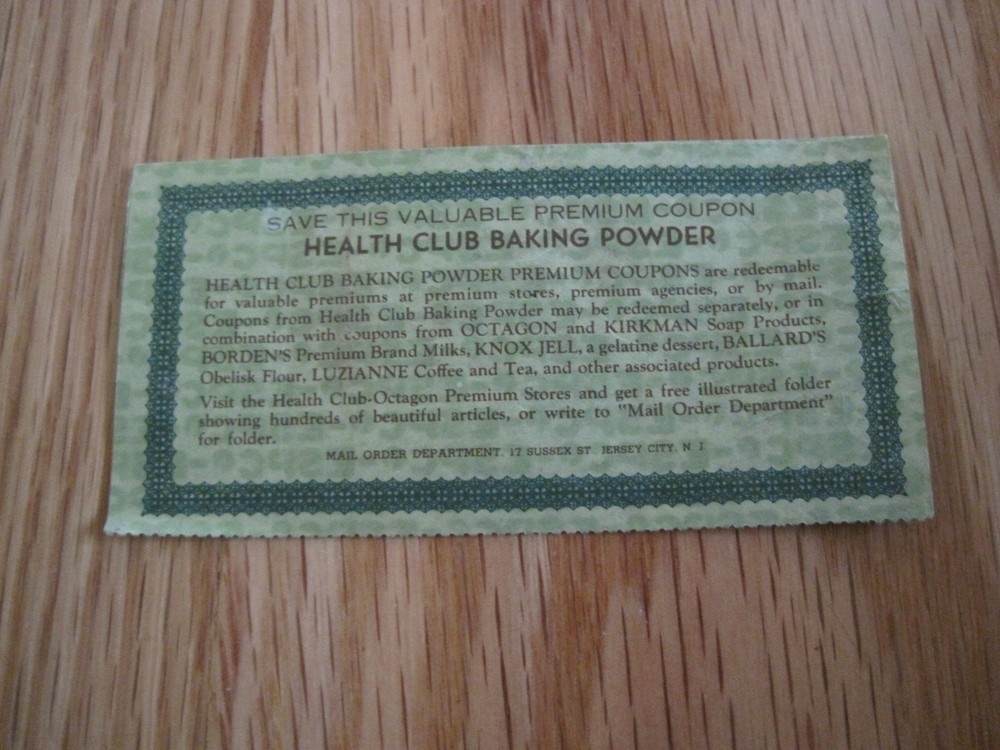 SAVE THIS VALUABLE PREMIUM COUPON
HEALTH CLUB BAKING POWDER
HEALTH CLUB BAKING POWDER PREMIUM COUPONS are redeemable
for valuable premiums at premium stores, premium agencies, or by mail.
Coupons from Health Club Baking Powder may be redeemed separately, or in
combination with coupons from OCTAGON and KIRKMAN Soap Products,
BORDEN'S Premium Brand Milks, KNOX JELL, a gelatine dessert, BALLARD'S
Obelisk Flour, LUZIANNE Coffee and Tea, and other associated products.
Visit the Health Club-Octagon Premium Stores and get a free illustrated folder
showing hundreds of beautiful articles, or write to "Mail Order Department"
for folder.
MAIL ORDER DEPARTMENT, 17 SUSSEX ST. JERSEY CITY, N. J.